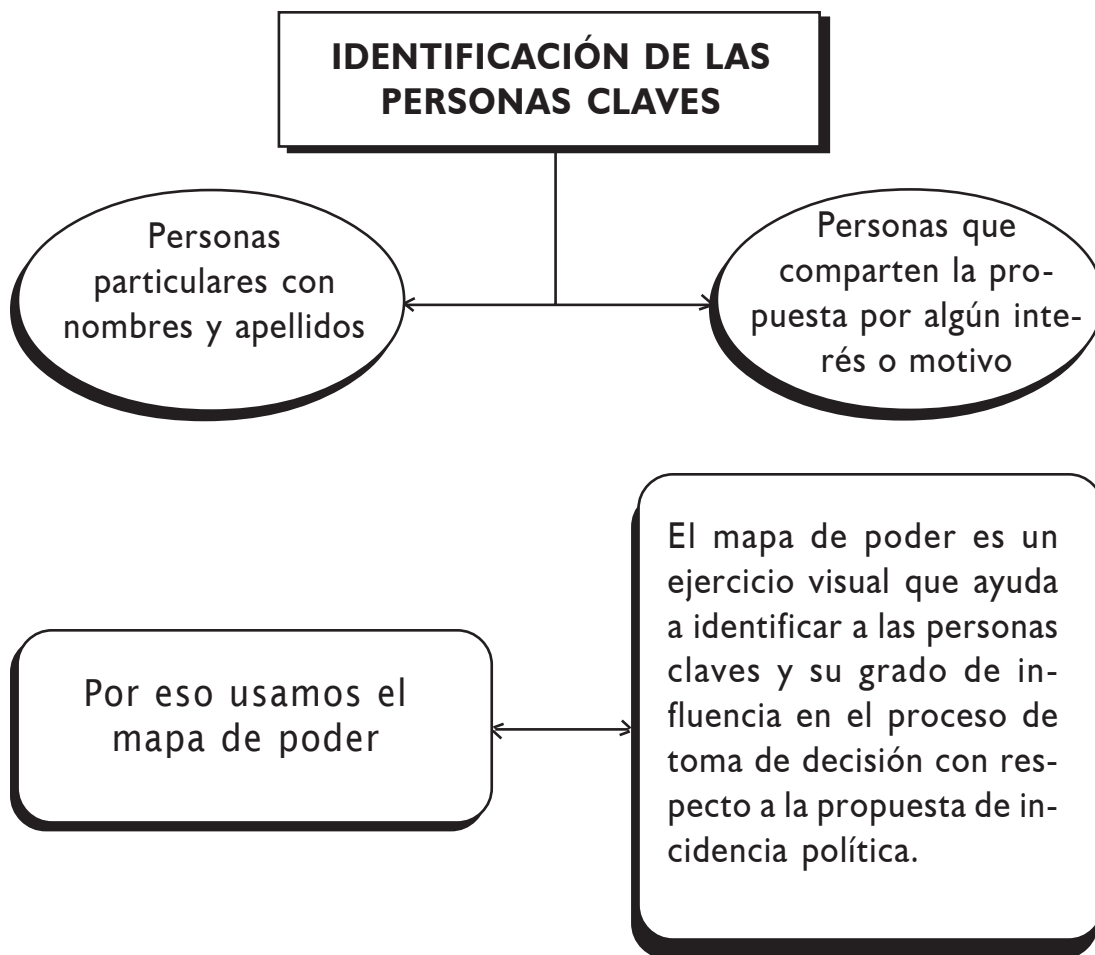 IDENTIFICACIÓN DE LAS
PERSONAS CLAVES
Personas
particulares con
nombres y apellidos
Personas que
comparten la pro-
puesta por algún inte-
rés o motivo
Por eso usamos el
mapa de poder
El mapa de poder es un
ejercicio visual que ayuda
a identificar a las personas
claves y su grado de in-
fluencia en el proceso de
toma de decisión con res-
pecto a la propuesta de in-
cidencia política.